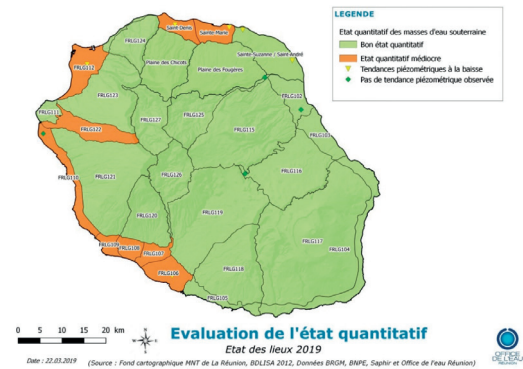 LEGENDE
Etat quantitatif des masses d'eau souterraine
Bon état quantitatif
Etat quantitatif médiocre
Tendances piézométriques à la baisse
Pas de tendance piézométrique observée
Saint-Denis
Sainte-Marie
FRLG124
Sainte-Suzanne / Saint-André
Plaine des Chicots
Plaine des Fougères
FRLG112
FRLG123
FRLG102
FRLG111
FRLG125
FRLG127
FRLG122
FRLG115
FRLG103
FRLG110
FRLG121
FRLG126
FRLG116
FRLG120
FRLG119
FRLG109
FRLG108
FRLG107
FRLG117
FRLG104
FRLG106
FRLG118
FRLG105
0 5 10 15 20 km
Evaluation de l'état quantitatif
Etat des lieux 2019
Date : 22.03.2019
(Source : Fond cartographique MNT de La Réunion, BDLISA 2012, Données BRGM, BNPE, Saphir et Office de l'eau Réunion)
OFFICE
DE L'EAU
RÉUNION